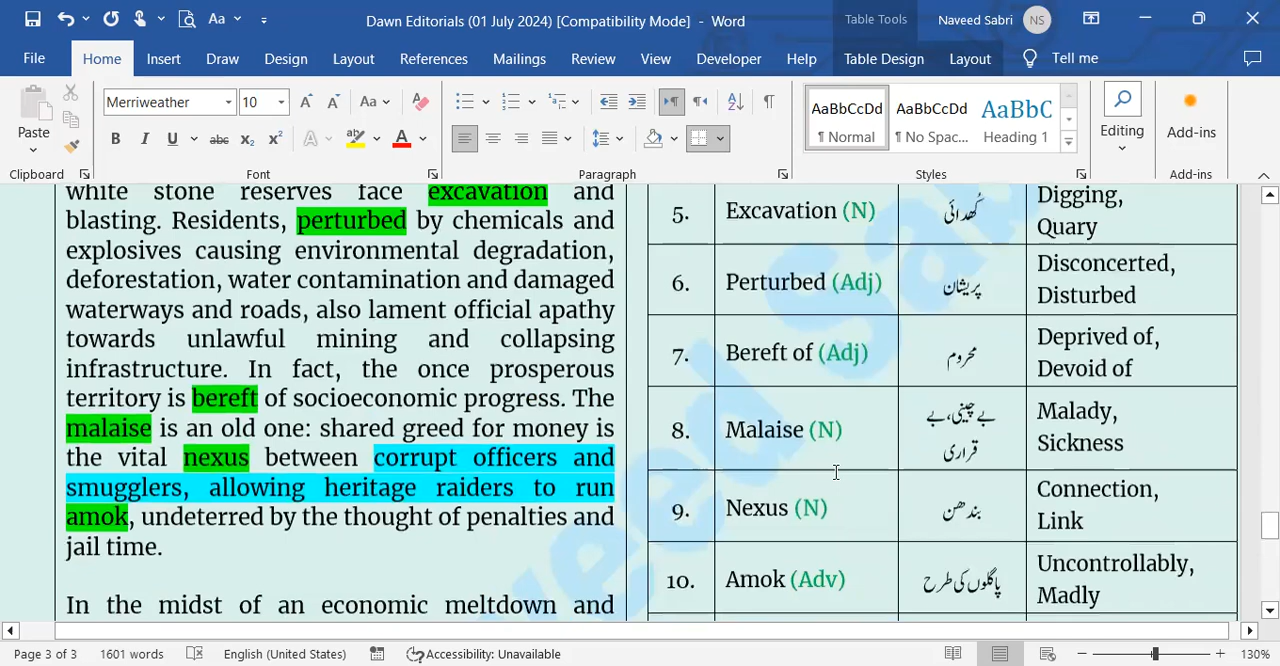 Dawn Editorials (01 July 2024) [Compatibility Mode] - Word
Table Tools
Naveed Sabri
NS
File
Home
Insert
Draw
Design
Layout
References
Mailings
Review
View
Developer
Help
Table Design
Layout
Tell me
Paste
Merriweather
10
Aa
Clipboard
Font
Paragraph
AaBbCcDd
¶ Normal
AaBbCcDd
¶ No Spac...
AaBbC
Heading 1
Styles
Editing
Add-ins
Add-ins
white stone reserves face excavation and
blasting. Residents, perturbed by chemicals and
explosives causing environmental degradation,
deforestation, water contamination and damaged
waterways and roads, also lament official apathy
towards unlawful mining and collapsing
infrastructure. In fact, the once prosperous
territory is bereft of socioeconomic progress. The
malaise is an old one: shared greed for money is
the vital nexus between corrupt officers and
smugglers, allowing heritage raiders to run
amok, undeterred by the thought of penalties and
jail time.
In the midst of an economic meltdown and
5. Excavation (N) کُھدائی Digging,
Quary
6. Perturbed (Adj) پریشان Disconcerted,
Disturbed
7. Bereft of (Adj) محروم Deprived of,
Devoid of
8. Malaise (N) بے چینی، بے
قراری Malady,
Sickness
9. Nexus (N) بندھن Connection,
Link
10. Amok (Adv) پاگلوں کی طرح Uncontrollably,
Madly
Page 3 of 3
1601 words
English (United States)
Accessibility: Unavailable
130%